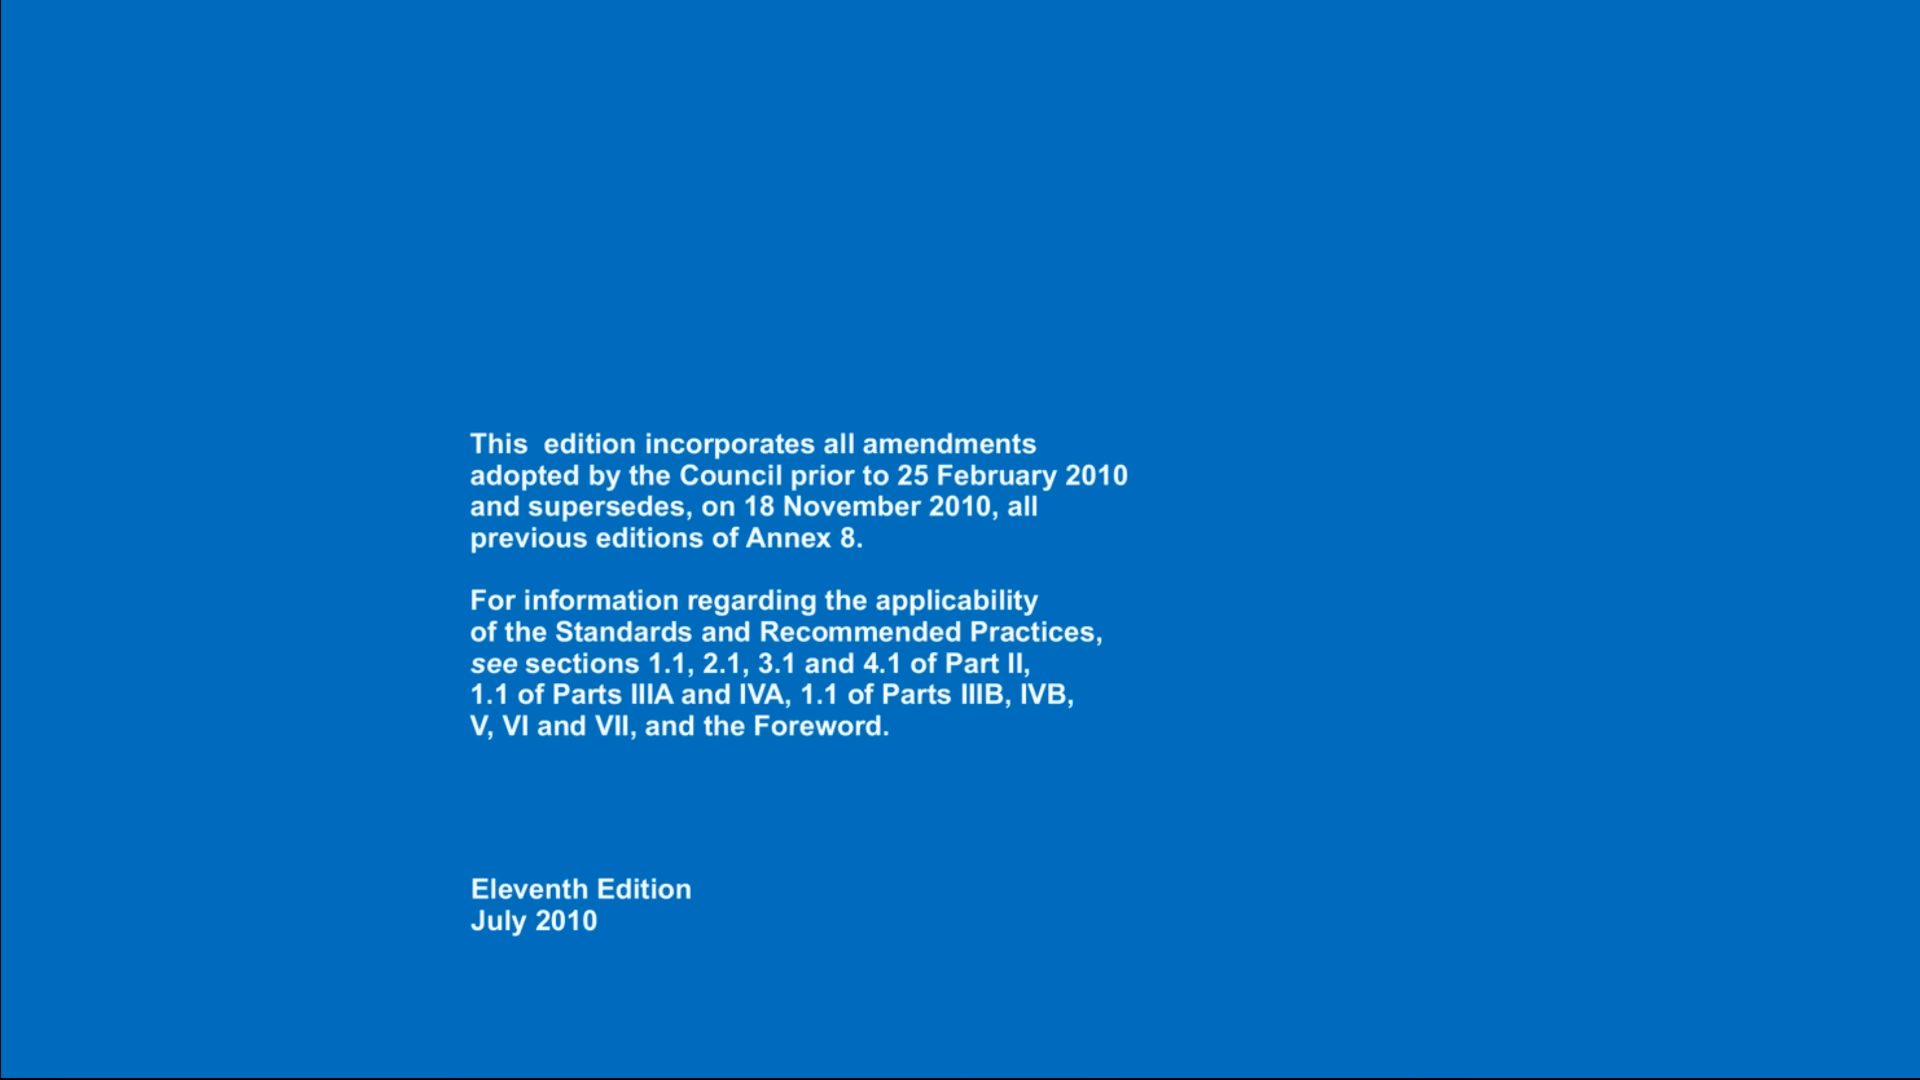 This  edition incorporates all amendments
adopted by the Council prior to 25 February 2010
and supersedes, on 18 November 2010, all
previous editions of Annex 8.
For information regarding the applicability
of the Standards and Recommended Practices,
see sections 1.1, 2.1, 3.1 and 4.1 of Part II,
1.1 of Parts IIIA and IVA, 1.1 of Parts IIIB, IVB,
V, VI and VII, and the Foreword.
Eleventh Edition
July 2010